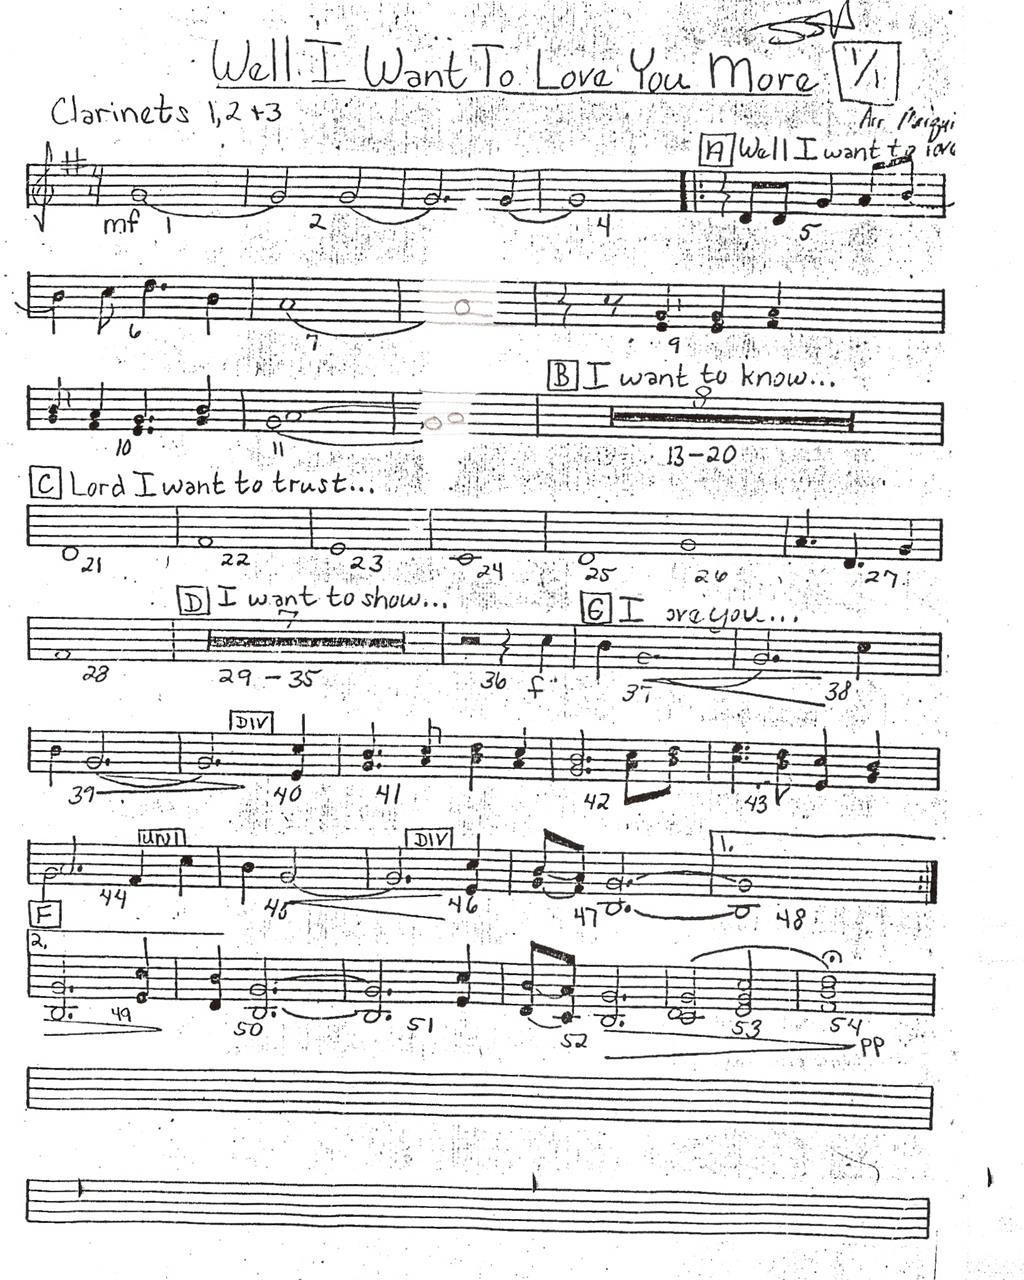 Well I Want To Love You More 1/1
Clarinets 1,2 +3
Arr
A Well I want to love
mf 1 2 4 5
6 7 9
B I want to know...
8
10 11 13-20
C Lord I want to trust...
21 22 23 24 25 26 27
D I want to show...
7
E I love you...
28 29-35 36 f 37 38
DIV
39 40 41 42 43
uni DIV 1.
44 45 46 47 48
F
2.
49 50 51 52 53 54
pp